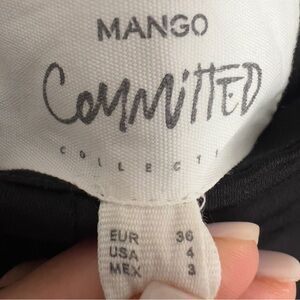 MANGO
COMMITTED
COLLECTI
EUR 36
USA 4
MEX 3